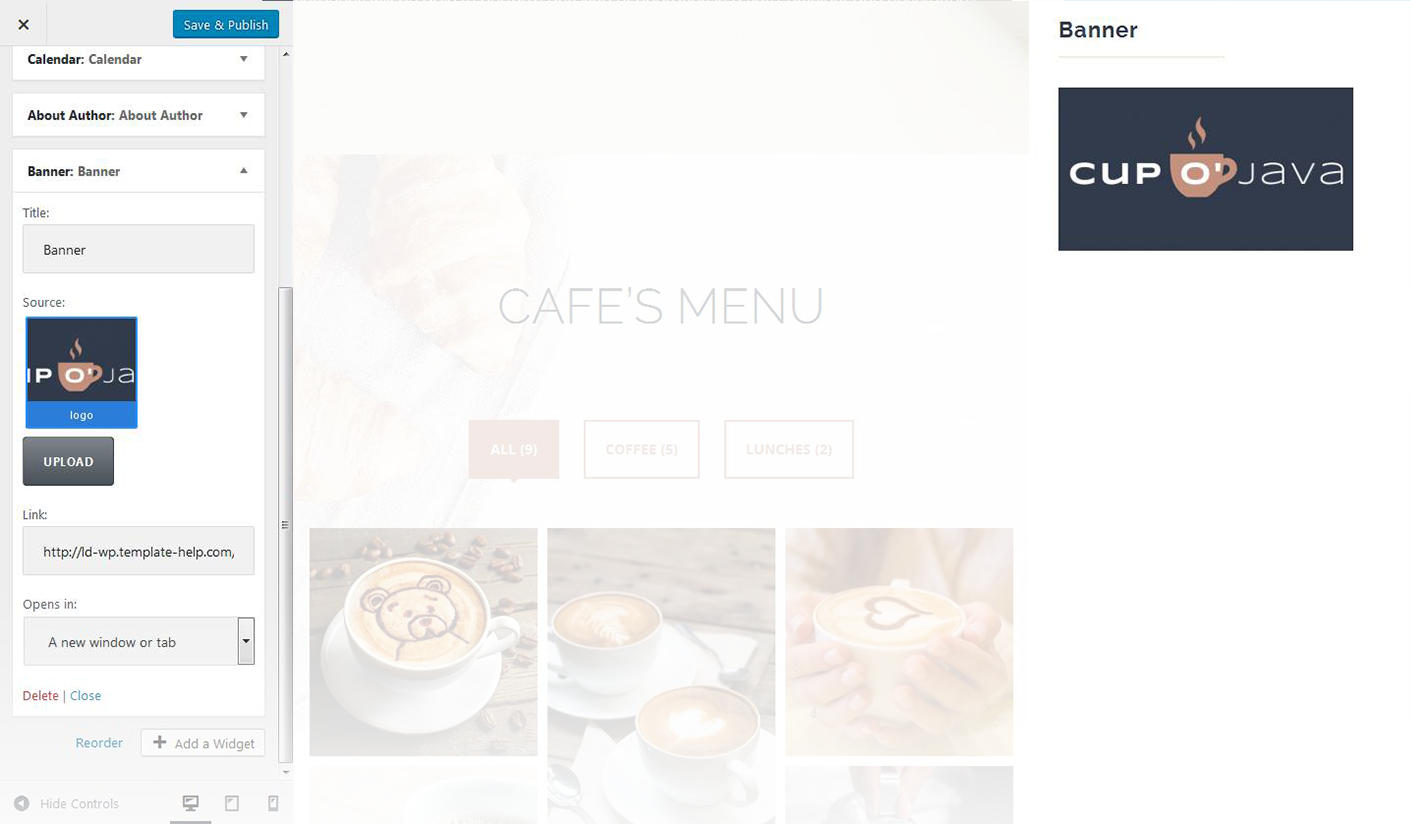 Save & Publish
Calendar: Calendar
About Author: About Author
Banner: Banner
Title:
Banner
Source:
IP O' Ja
logo
UPLOAD
Link:
http://ld-wp.template-help.com,
Opens in:
A new window or tab
Delete | Close
Reorder
Add a Widget
Hide Controls
CAFE'S MENU
ALL (9)
COFFEE (5)
LUNCHES (2)
Banner
CUP O' Java